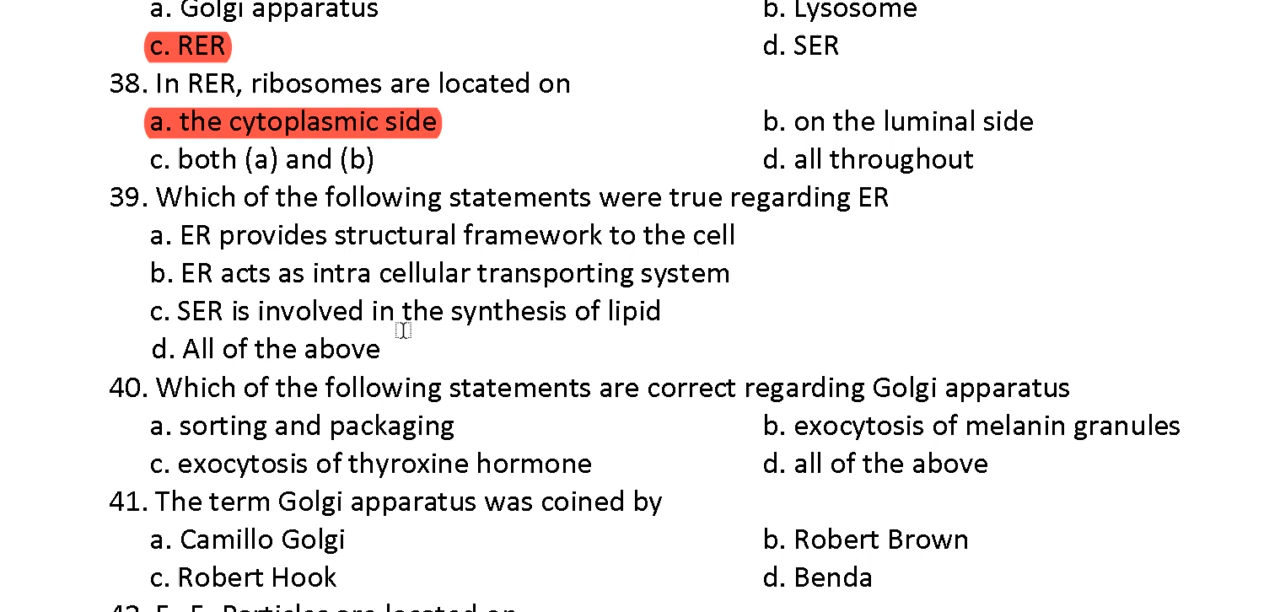 a. Golgi apparatus b. Lysosome
c. RER d. SER
38. In RER, ribosomes are located on
a. the cytoplasmic side b. on the luminal side
c. both (a) and (b) d. all throughout
39. Which of the following statements were true regarding ER
a. ER provides structural framework to the cell
b. ER acts as intra cellular transporting system
c. SER is involved in the synthesis of lipid
d. All of the above
40. Which of the following statements are correct regarding Golgi apparatus
a. sorting and packaging b. exocytosis of melanin granules
c. exocytosis of thyroxine hormone d. all of the above
41. The term Golgi apparatus was coined by
a. Camillo Golgi b. Robert Brown
c. Robert Hook d. Benda
Particles are located on